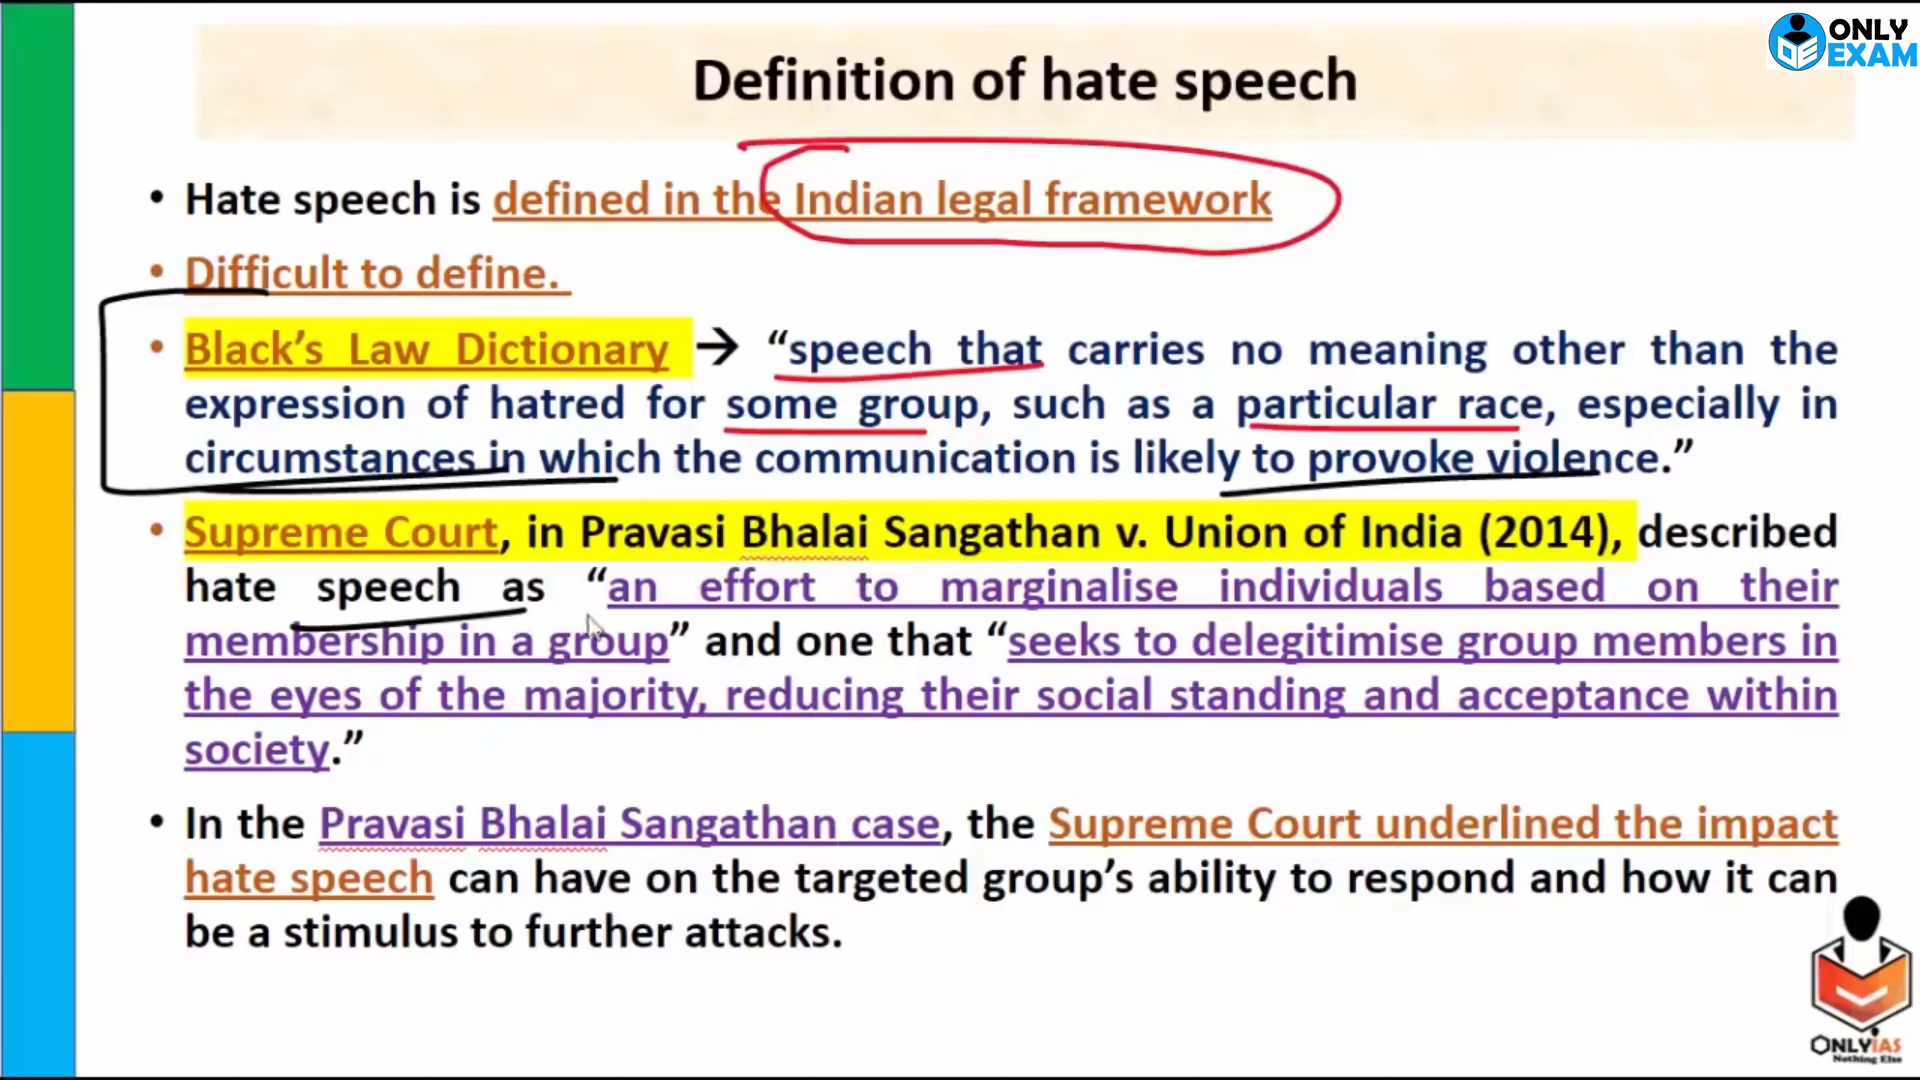 ONLY
EXAM
Definition of hate speech
• Hate speech is defined in the Indian legal framework
• Difficult to define.
• Black’s Law Dictionary → “speech that carries no meaning other than the
expression of hatred for some group, such as a particular race, especially in
circumstances in which the communication is likely to provoke violence.”
• Supreme Court, in Pravasi Bhalai Sangathan v. Union of India (2014), described
hate speech as “an effort to marginalise individuals based on their
membership in a group” and one that “seeks to delegitimise group members in
the eyes of the majority, reducing their social standing and acceptance within
society.”
• In the Pravasi Bhalai Sangathan case, the Supreme Court underlined the impact
hate speech can have on the targeted group’s ability to respond and how it can
be a stimulus to further attacks.
ONLYIAS
Nothing Else